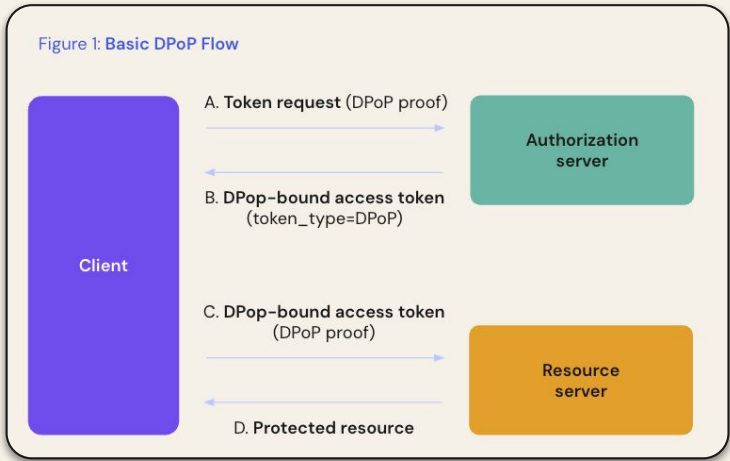 Figure 1: Basic DPoP Flow
A. Token request (DPoP proof)
Authorization
server
B. DPop-bound access token
(token_type=DPoP)
Client
C. DPop-bound access token
(DPoP proof)
Resource
server
D. Protected resource